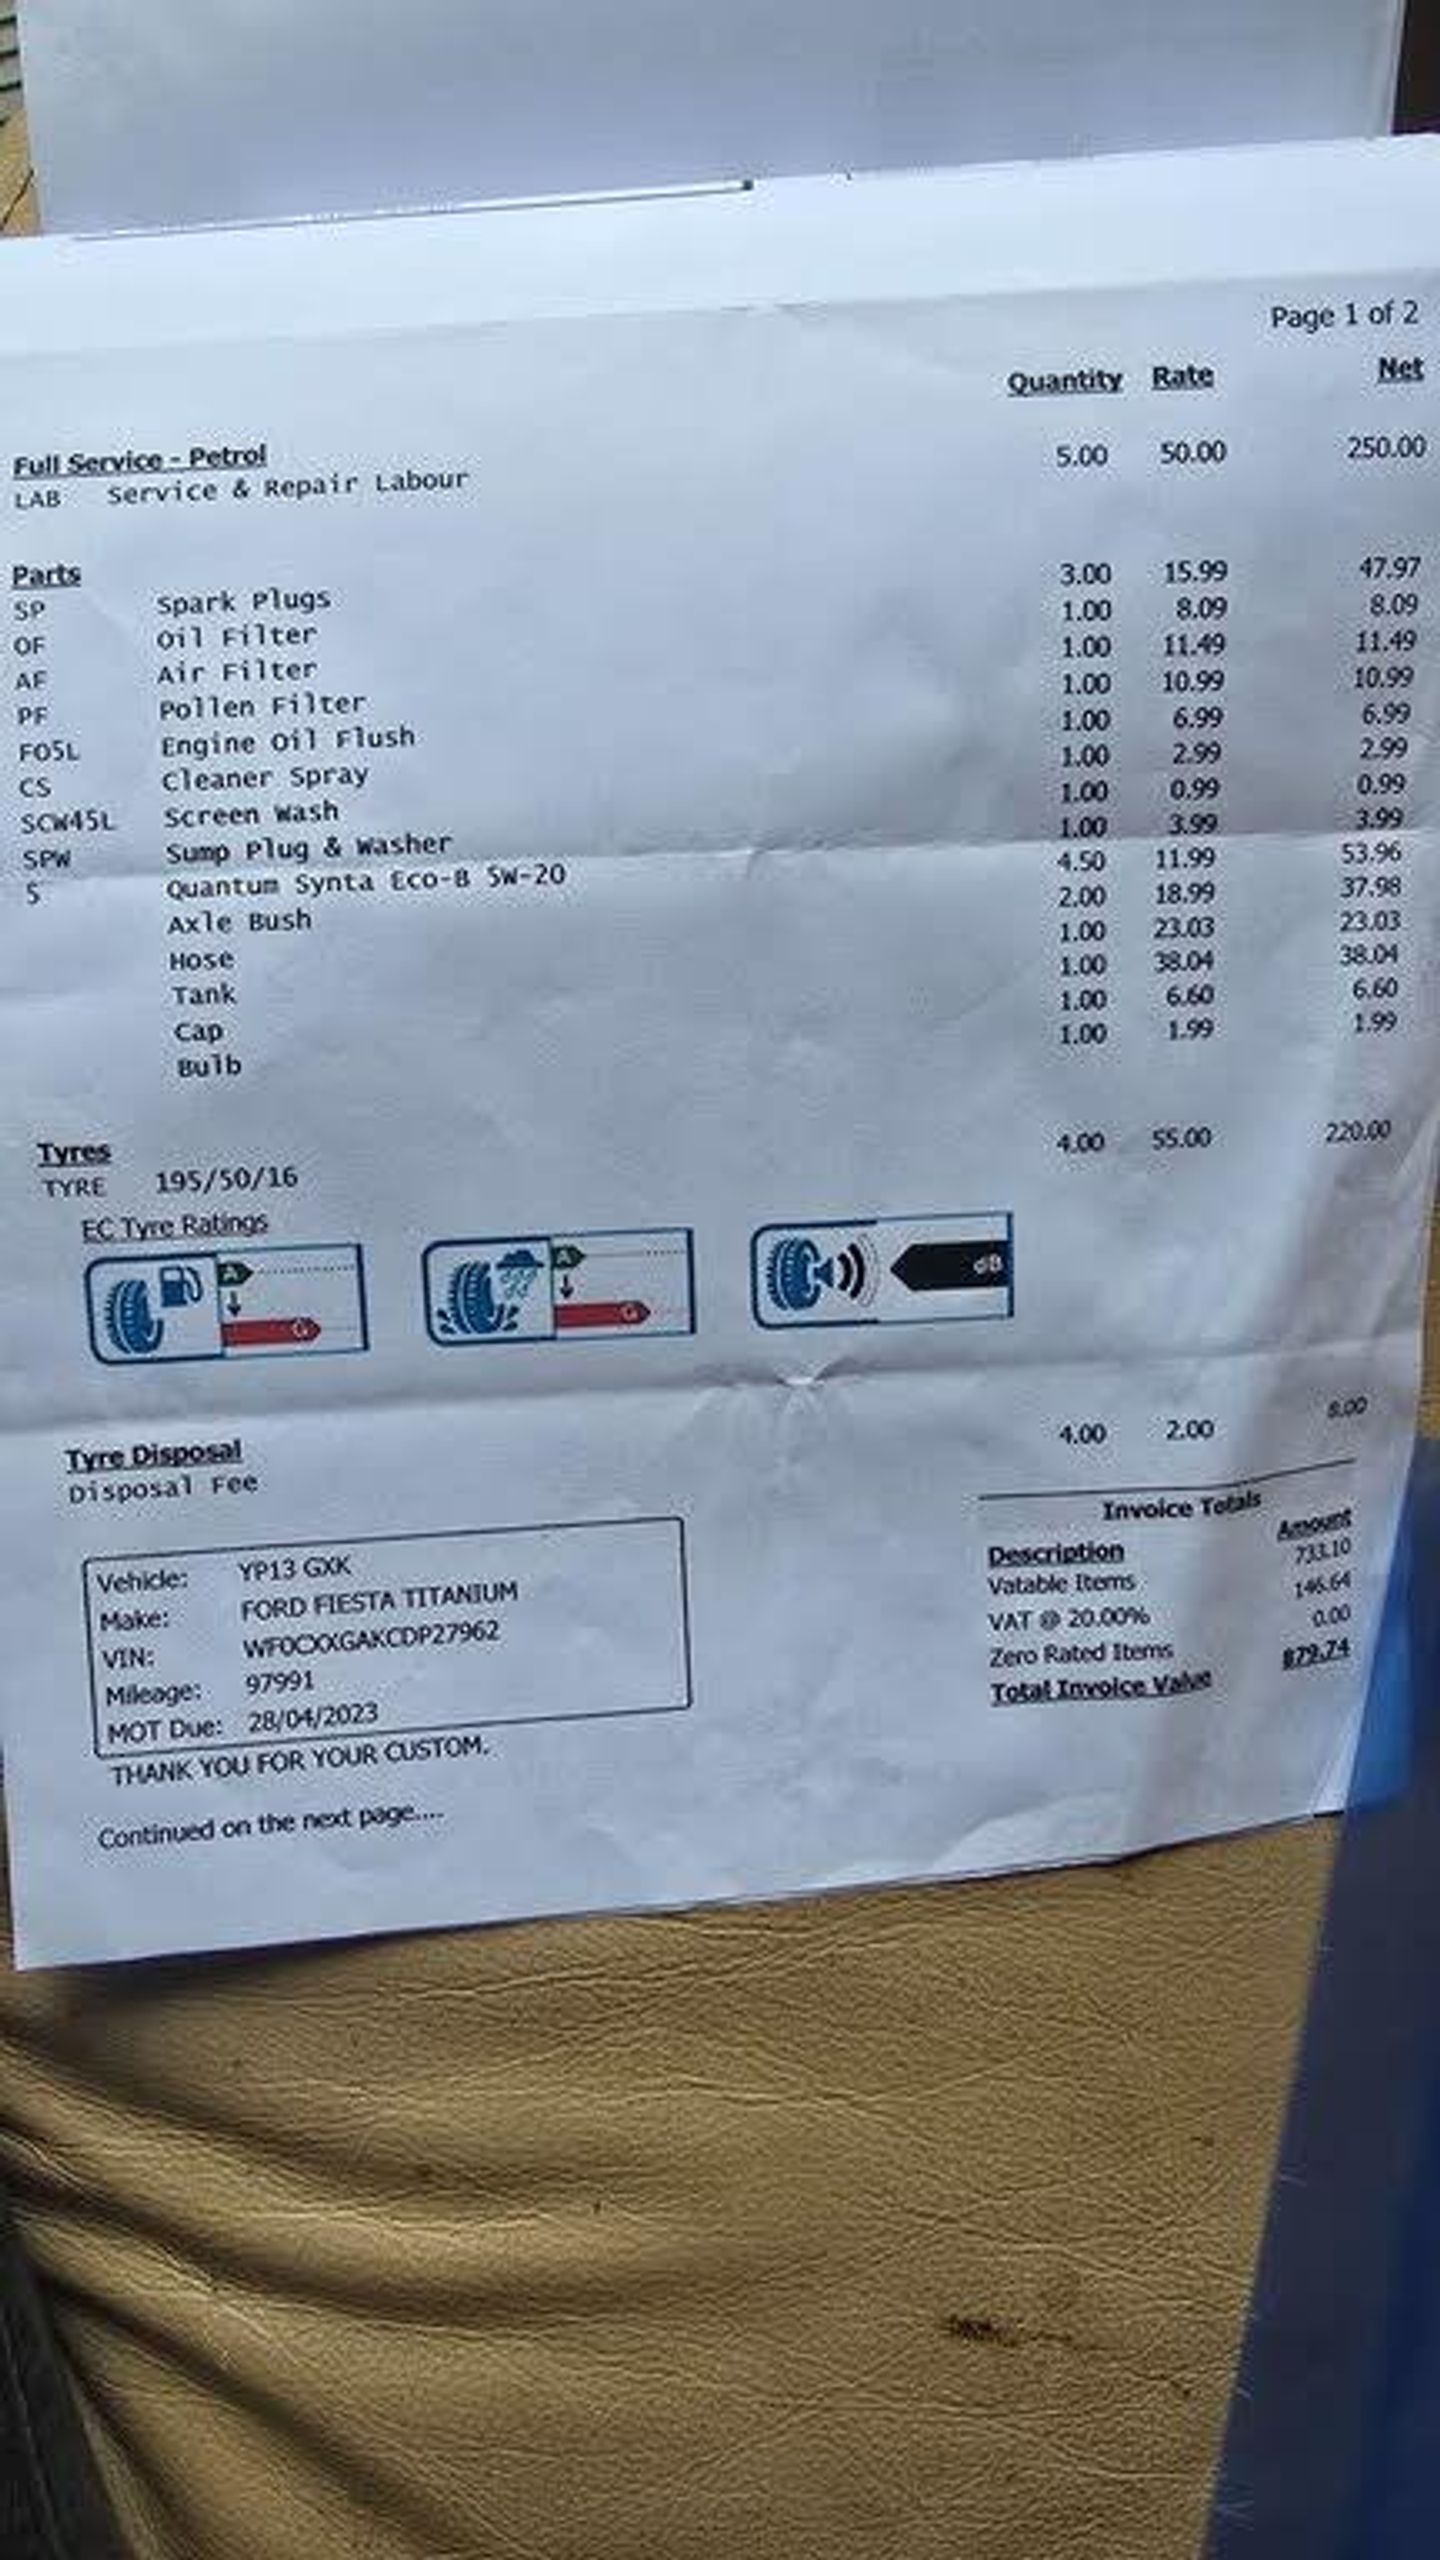 Page 1 of 2
Quantity Rate Net
Full Service - Petrol
LAB Service & Repair Labour 5.00 50.00 250.00
Parts
SP Spark Plugs 3.00 15.99 47.97
OF Oil Filter 1.00 8.09 8.09
AF Air Filter 1.00 11.49 11.49
PF Pollen Filter 1.00 10.99 10.99
FO5L Engine Oil Flush 1.00 6.99 6.99
CS Cleaner Spray 1.00 2.99 2.99
SCW45L Screen Wash 1.00 0.99 0.99
SPW Sump Plug & Washer 1.00 3.99 3.99
S Quantum Synta Eco-B 5W-20 4.50 11.99 53.96
Axle Bush 2.00 18.99 37.98
Hose 1.00 23.03 23.03
Tank 1.00 38.04 38.04
Cap 1.00 6.60 6.60
Bulb 1.00 1.99 1.99
Tyres
TYRE 195/50/16 4.00 55.00 220.00
EC Tyre Ratings
A A dB
G G
Tyre Disposal
Disposal Fee 4.00 2.00 8.00
Vehicle: YP13 GXK
Make: FORD FIESTA TITANIUM
VIN: WF0CXXGAKCDP27962
Mileage: 97991
MOT Due: 28/04/2023
THANK YOU FOR YOUR CUSTOM.
Continued on the next page....
Invoice Totals
Description Amount
Vatable Items 733.10
VAT @ 20.00% 146.64
Zero Rated Items 0.00
Total Invoice Value 879.74